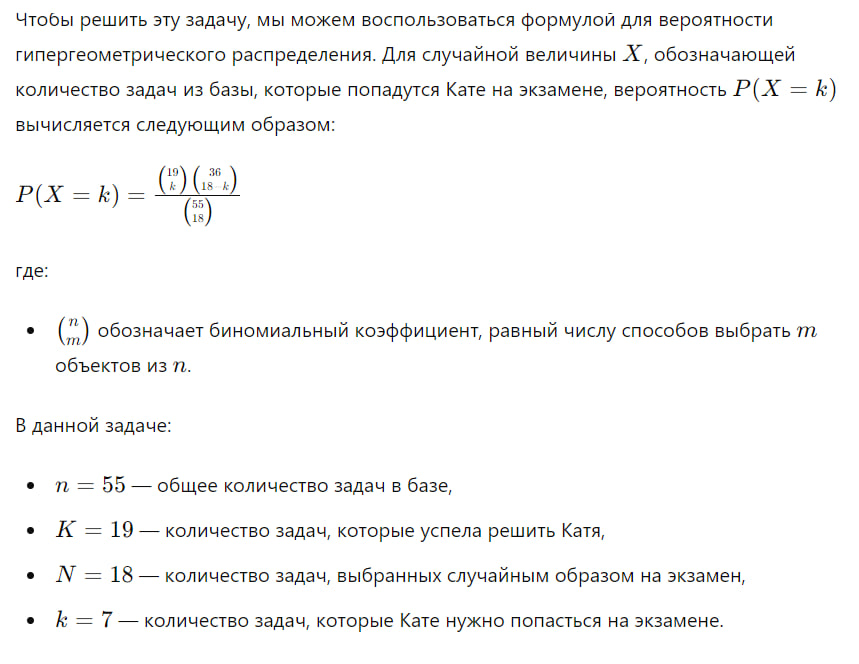 Чтобы решить эту задачу, мы можем воспользоваться формулой для вероятности
гипергеометрического распределения. Для случайной величины X, обозначающей
количество задач из базы, которые попадутся Кате на экзамене, вероятность P(X = k)
вычисляется следующим образом:
P(X = k) = \frac{\binom{19}{k}\binom{36}{18-k}}{\binom{55}{18}}
где:
• \binom{n}{m} обозначает биномиальный коэффициент, равный числу способов выбрать m
объектов из n.
В данной задаче:
• n = 55 — общее количество задач в базе,
• K = 19 — количество задач, которые успела решить Катя,
• N = 18 — количество задач, выбранных случайным образом на экзамен,
• k = 7 — количество задач, которые Кате нужно попасться на экзамене.